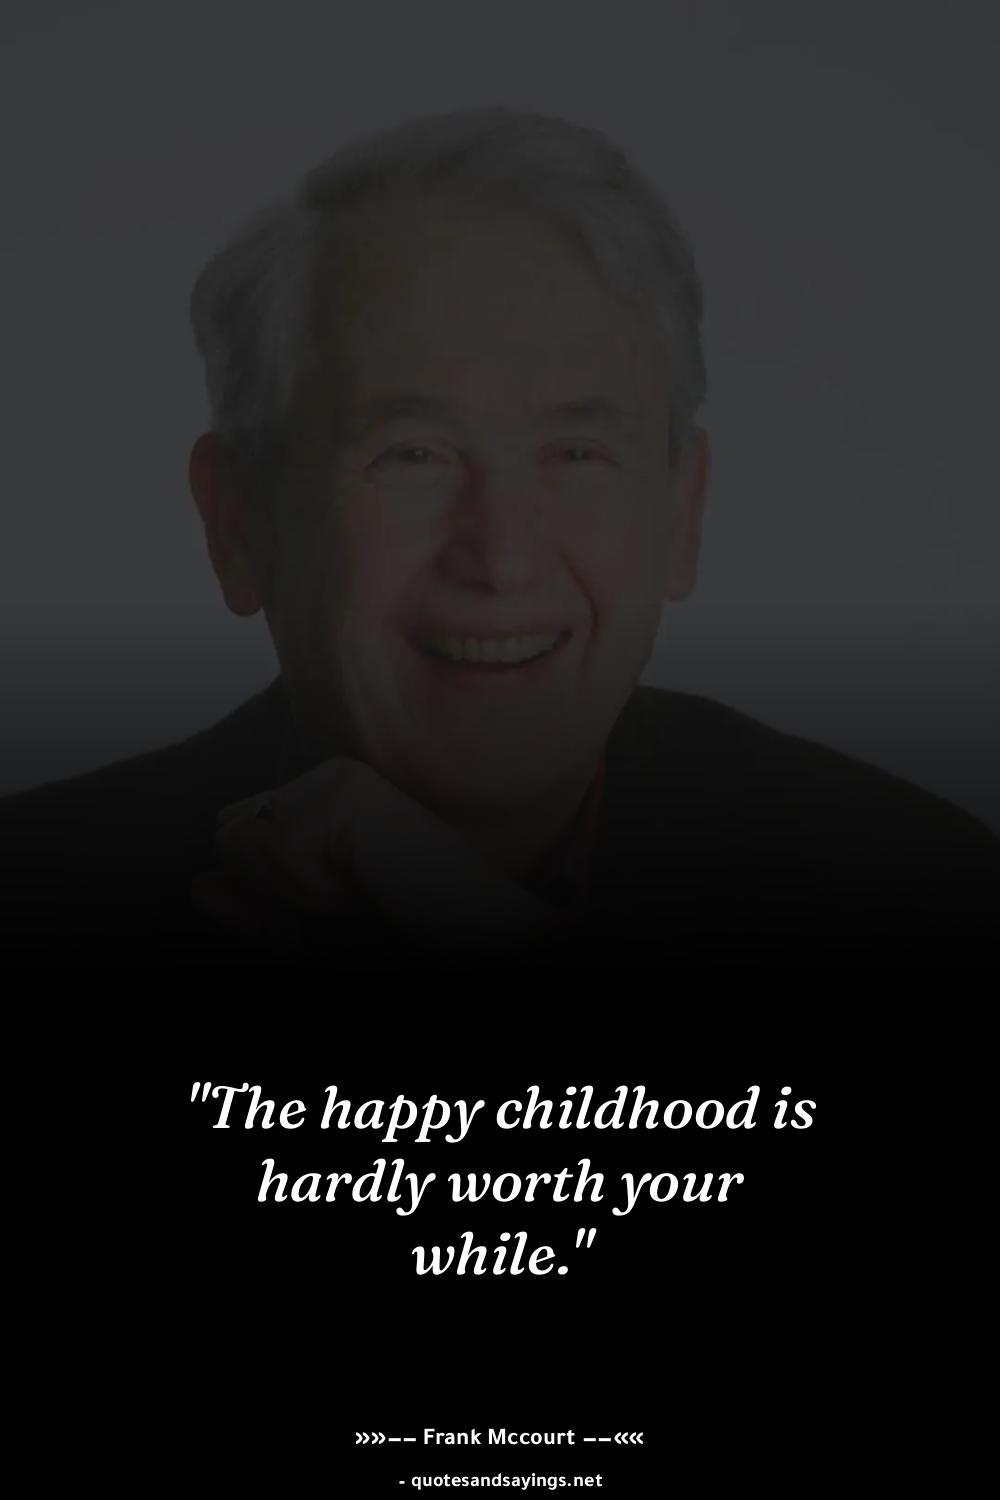 "The happy childhood is
hardly worth your
while."
»»−− Frank Mccourt −−««
- quotesandsayings.net